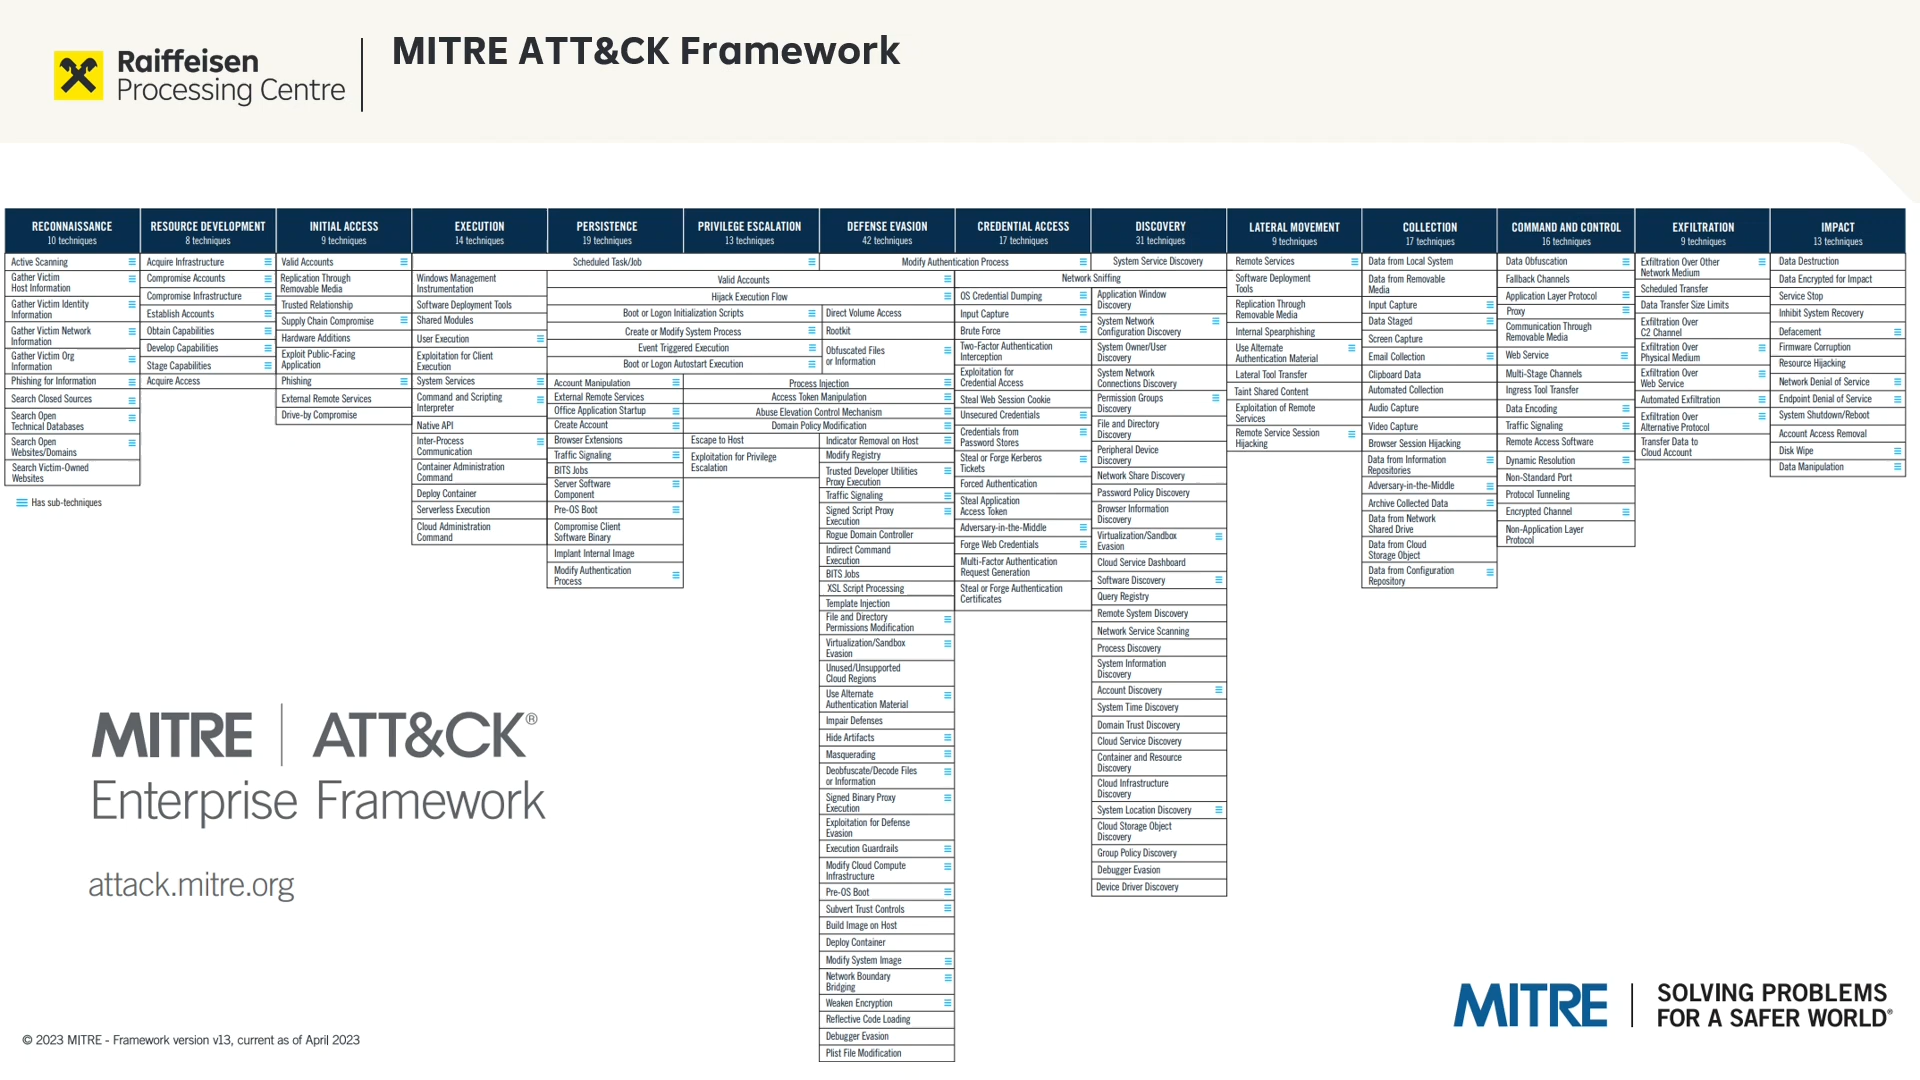 Raiffeisen
Processing Centre
MITRE ATT&CK Framework
RECONNAISSANCE
10 techniques
Active Scanning
Gather Victim
Host Information
Gather Victim Identity
Information
Gather Victim Network
Information
Gather Victim Org
Information
Phishing for Information
Search Closed Sources
Search Open
Technical Databases
Search Open
Websites/Domains
Search Victim-Owned
Websites
Has sub-techniques
RESOURCE DEVELOPMENT
8 techniques
Acquire Infrastructure
Compromise Accounts
Compromise Infrastructure
Establish Accounts
Obtain Capabilities
Develop Capabilities
Stage Capabilities
Acquire Access
INITIAL ACCESS
9 techniques
Valid Accounts
Replication Through
Removable Media
Trusted Relationship
Supply Chain Compromise
Hardware Additions
Exploit Public-Facing
Application
Phishing
External Remote Services
Drive-by Compromise
EXECUTION
14 techniques
Scheduled Task/Job
Windows Management
Instrumentation
Software Deployment Tools
Shared Modules
User Execution
Exploitation for Client
Execution
System Services
Command and Scripting
Interpreter
Native API
Inter-Process
Communication
Container Administration
Command
Deploy Container
Serverless Execution
Cloud Administration
Command
PERSISTENCE
19 techniques
PRIVILEGE ESCALATION
13 techniques
Valid Accounts
Hijack Execution Flow
Boot or Logon Initialization Scripts
Create or Modify System Process
Event Triggered Execution
Boot or Logon Autostart Execution
Account Manipulation
External Remote Services
Office Application Startup
Create Account
Browser Extensions
Traffic Signaling
BITS Jobs
Server Software
Component
Pre-OS Boot
Compromise Client
Software Binary
Implant Internal Image
Modify Authentication
Process
Process Injection
Access Token Manipulation
Abuse Elevation Control Mechanism
Domain Policy Modification
Escape to Host
Exploitation for Privilege
Escalation
DEFENSE EVASION
42 techniques
Modify Authentication Process
Direct Volume Access
Rootkit
Obfuscated Files
or Information
Indicator Removal on Host
Modify Registry
Trusted Developer Utilities
Proxy Execution
Traffic Signaling
Signed Script Proxy
Execution
Rogue Domain Controller
Indirect Command
Execution
BITS Jobs
XSL Script Processing
Template Injection
File and Directory
Permissions Modification
Virtualization/Sandbox
Evasion
Unused/Unsupported
Cloud Regions
Use Alternate
Authentication Material
Impair Defenses
Hide Artifacts
Masquerading
Deobfuscate/Decode Files
or Information
Signed Binary Proxy
Execution
Exploitation for Defense
Evasion
Execution Guardrails
Modify Cloud Compute
Infrastructure
Pre-OS Boot
Subvert Trust Controls
Build Image on Host
Deploy Container
Modify System Image
Network Boundary
Bridging
Weaken Encryption
Reflective Code Loading
Debugger Evasion
Plist File Modification
CREDENTIAL ACCESS
17 techniques
Network Sniffing
OS Credential Dumping
Input Capture
Brute Force
Two-Factor Authentication
Interception
Exploitation for
Credential Access
Steal Web Session Cookie
Unsecured Credentials
Credentials from
Password Stores
Steal or Forge Kerberos
Tickets
Forced Authentication
Steal Application
Access Token
Adversary-in-the-Middle
Forge Web Credentials
Multi-Factor Authentication
Request Generation
Steal or Forge Authentication
Certificates
DISCOVERY
31 techniques
System Service Discovery
Application Window
Discovery
System Network
Configuration Discovery
System Owner/User
Discovery
System Network
Connections Discovery
Permission Groups
Discovery
File and Directory
Discovery
Peripheral Device
Discovery
Network Share Discovery
Password Policy Discovery
Browser Information
Discovery
Virtualization/Sandbox
Evasion
Cloud Service Dashboard
Software Discovery
Query Registry
Remote System Discovery
Network Service Scanning
Process Discovery
System Information
Discovery
Account Discovery
System Time Discovery
Domain Trust Discovery
Cloud Service Discovery
Container and Resource
Discovery
Cloud Infrastructure
Discovery
System Location Discovery
Cloud Storage Object
Discovery
Group Policy Discovery
Debugger Evasion
Device Driver Discovery
LATERAL MOVEMENT
9 techniques
Remote Services
Software Deployment
Tools
Replication Through
Removable Media
Internal Spearphishing
Use Alternate
Authentication Material
Lateral Tool Transfer
Taint Shared Content
Exploitation of Remote
Services
Remote Service Session
Hijacking
COLLECTION
17 techniques
Data from Local System
Data from Removable
Media
Input Capture
Data Staged
Screen Capture
Email Collection
Clipboard Data
Automated Collection
Audio Capture
Video Capture
Browser Session Hijacking
Data from Information
Repositories
Adversary-in-the-Middle
Archive Collected Data
Data from Network
Shared Drive
Data from Cloud
Storage Object
Data from Configuration
Repository
COMMAND AND CONTROL
16 techniques
Data Obfuscation
Fallback Channels
Application Layer Protocol
Proxy
Communication Through
Removable Media
Web Service
Multi-Stage Channels
Ingress Tool Transfer
Data Encoding
Traffic Signaling
Remote Access Software
Dynamic Resolution
Non-Standard Port
Protocol Tunneling
Encrypted Channel
Non-Application Layer
Protocol
EXFILTRATION
9 techniques
Exfiltration Over Other
Network Medium
Scheduled Transfer
Data Transfer Size Limits
Exfiltration Over
C2 Channel
Exfiltration Over
Physical Medium
Exfiltration Over
Web Service
Automated Exfiltration
Exfiltration Over
Alternative Protocol
Transfer Data to
Cloud Account
IMPACT
13 techniques
Data Destruction
Data Encrypted for Impact
Service Stop
Inhibit System Recovery
Defacement
Firmware Corruption
Resource Hijacking
Network Denial of Service
Endpoint Denial of Service
System Shutdown/Reboot
Account Access Removal
Disk Wipe
Data Manipulation
MITRE | ATT&CK®
Enterprise Framework
attack.mitre.org
© 2023 MITRE - Framework version v13, current as of April 2023
MITRE
SOLVING PROBLEMS
FOR A SAFER WORLD®